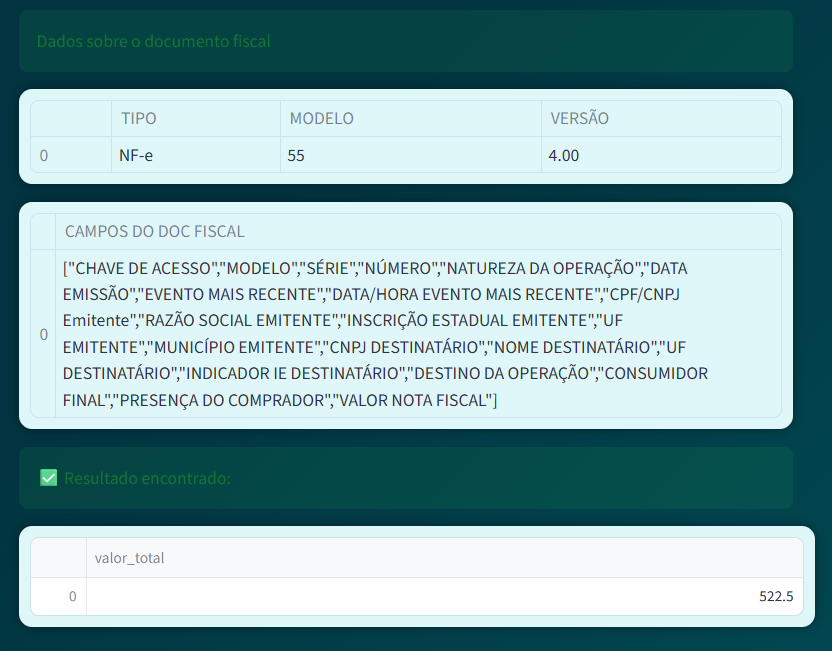 Dados sobre o documento fiscal
TIPO MODELO VERSÃO
0 NF-e 55 4.00
CAMPOS DO DOC FISCAL
0
["CHAVE DE ACESSO","MODELO","SÉRIE","NÚMERO","NATUREZA DA OPERAÇÃO","DATA
EMISSÃO","EVENTO MAIS RECENTE","DATA/HORA EVENTO MAIS RECENTE","CPF/CNPJ
Emitente","RAZÃO SOCIAL EMITENTE","INSCRIÇÃO ESTADUAL EMITENTE","UF
EMITENTE","MUNICÍPIO EMITENTE","CNPJ DESTINATÁRIO","NOME DESTINATÁRIO","UF
DESTINATÁRIO","INDICADOR IE DESTINATÁRIO","DESTINO DA OPERAÇÃO","CONSUMIDOR
FINAL","PRESENÇA DO COMPRADOR","VALOR NOTA FISCAL"]
✅ Resultado encontrado:
valor_total
0 522.5